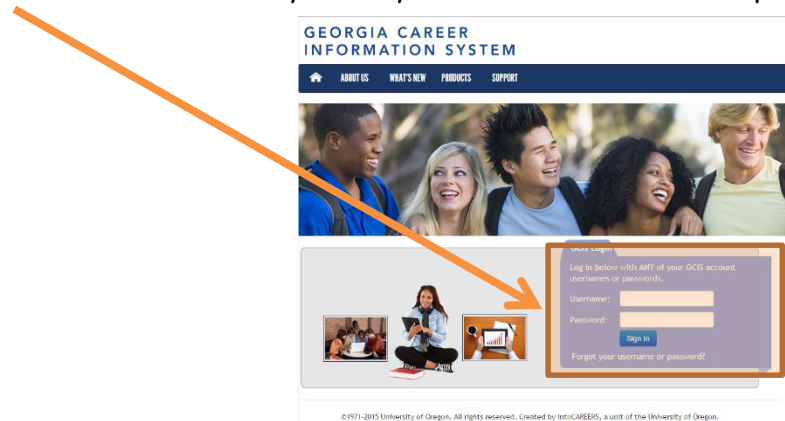 GEORGIA CAREER
INFORMATION SYSTEM
ABOUT US WHAT'S NEW PRODUCTS SUPPORT
GCIS Login
Log in below with ANY of your GCIS account
usernames or passwords.
Username:
Password:
Sign In
Forgot your username or password?
©1971-2015 University of Oregon. All rights reserved. Created by intoCAREERS, a unit of the University of Oregon.